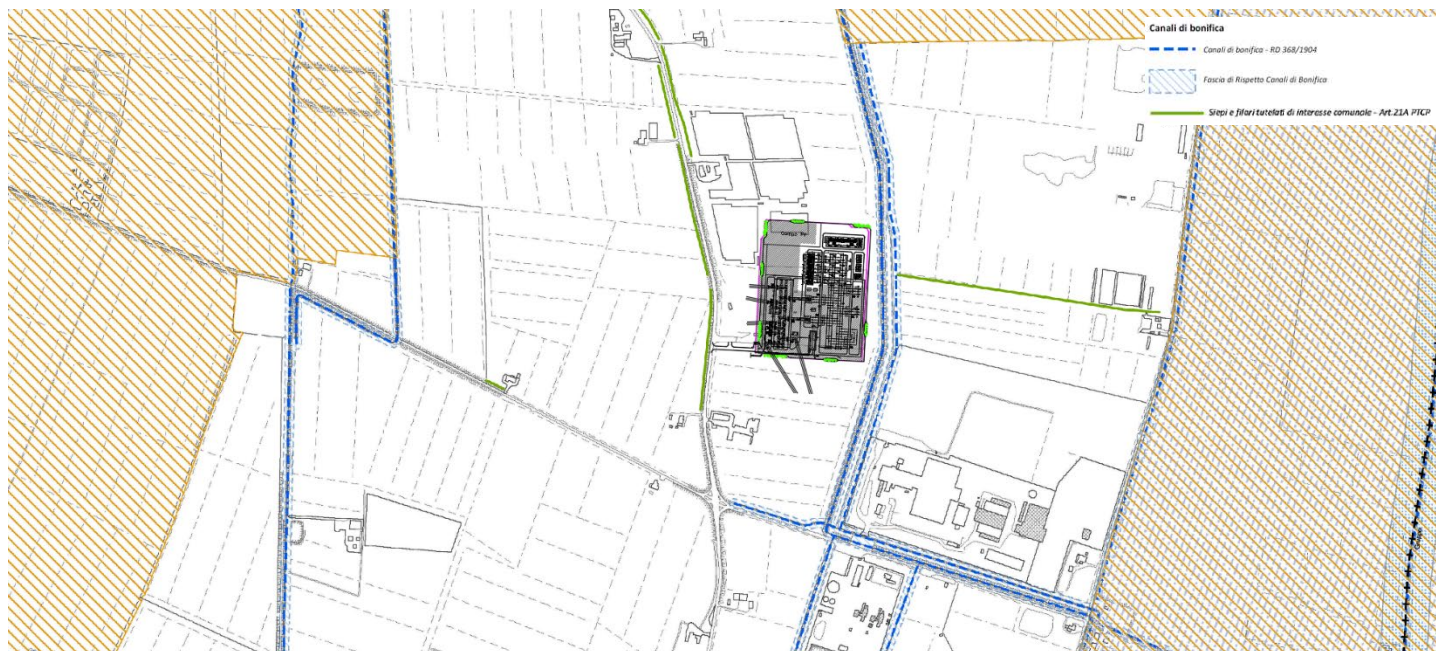 Canali di bonifica
Canali di bonifica - RD 368/1904
Fascia di Rispetto Canali di Bonifica
Siepi e filari tutelati di interesse comunale - Art.21A PTCP